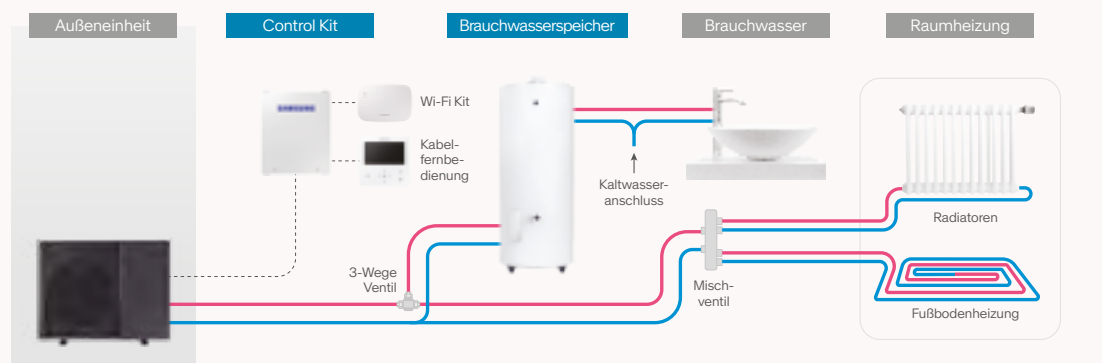 Außeneinheit
Control Kit
Brauchwasserspeicher
Brauchwasser
Raumheizung
SAMSUNG
Wi-Fi Kit
Kabel-
fernbe-
dienung
Kaltwasser-
anschluss
Radiatoren
3-Wege
Ventil
Misch-
ventil
Fußbodenheizung